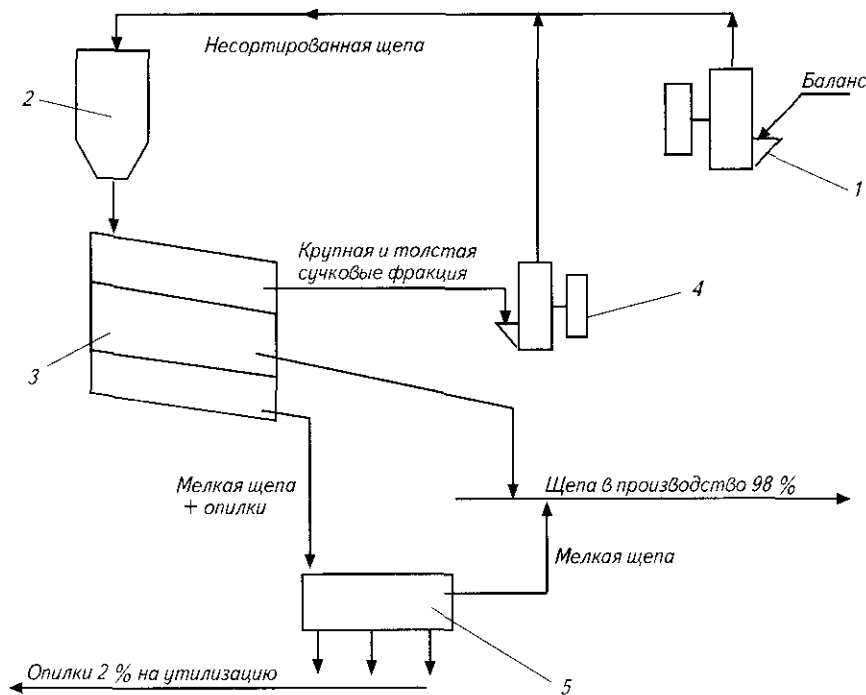 Несортированная щепа
Баланс
2
1
Крупная и толстая
сучковые фракция
4
3
Мелкая щепа
+ опилки
Щепа в производство 98 %
Мелкая щепа
Опилки 2 % на утилизацию
5